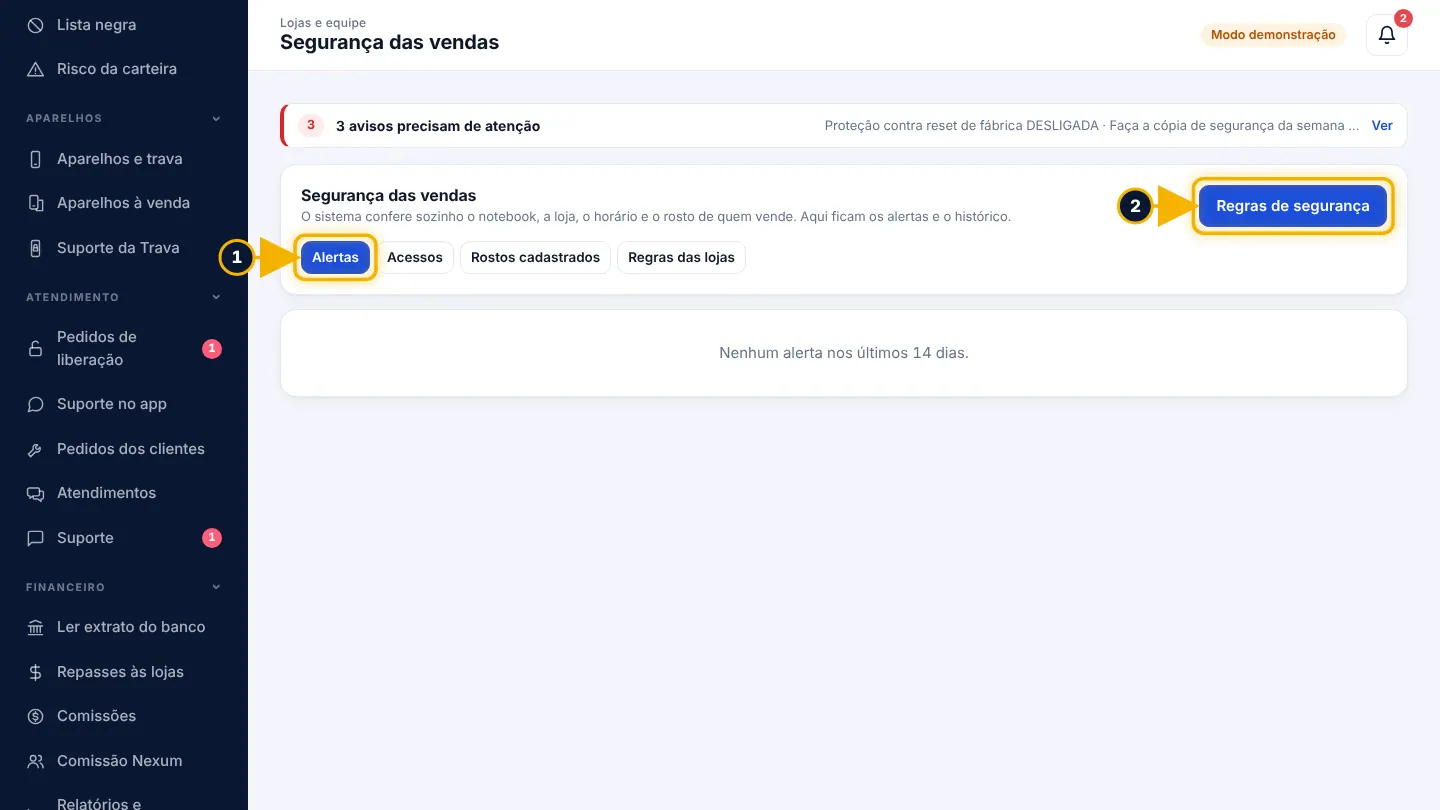 Lista negra
Risco da carteira
APARELHOS
Aparelhos e trava
Aparelhos à venda
Suporte da Trava
ATENDIMENTO
Pedidos de
liberação
1
Suporte no app
Pedidos dos clientes
Atendimentos
Suporte
1
FINANCEIRO
Ler extrato do banco
Repasses às lojas
Comissões
Comissão Nexum
Relatórios e
Lojas e equipe
Segurança das vendas
Modo demonstração
2
3
3 avisos precisam de atenção
Proteção contra reset de fábrica DESLIGADA · Faça a cópia de segurança da semana ...
Ver
Segurança das vendas
O sistema confere sozinho o notebook, a loja, o horário e o rosto de quem vende. Aqui ficam os alertas e o histórico.
2
Regras de segurança
1
Alertas
Acessos
Rostos cadastrados
Regras das lojas
Nenhum alerta nos últimos 14 dias.